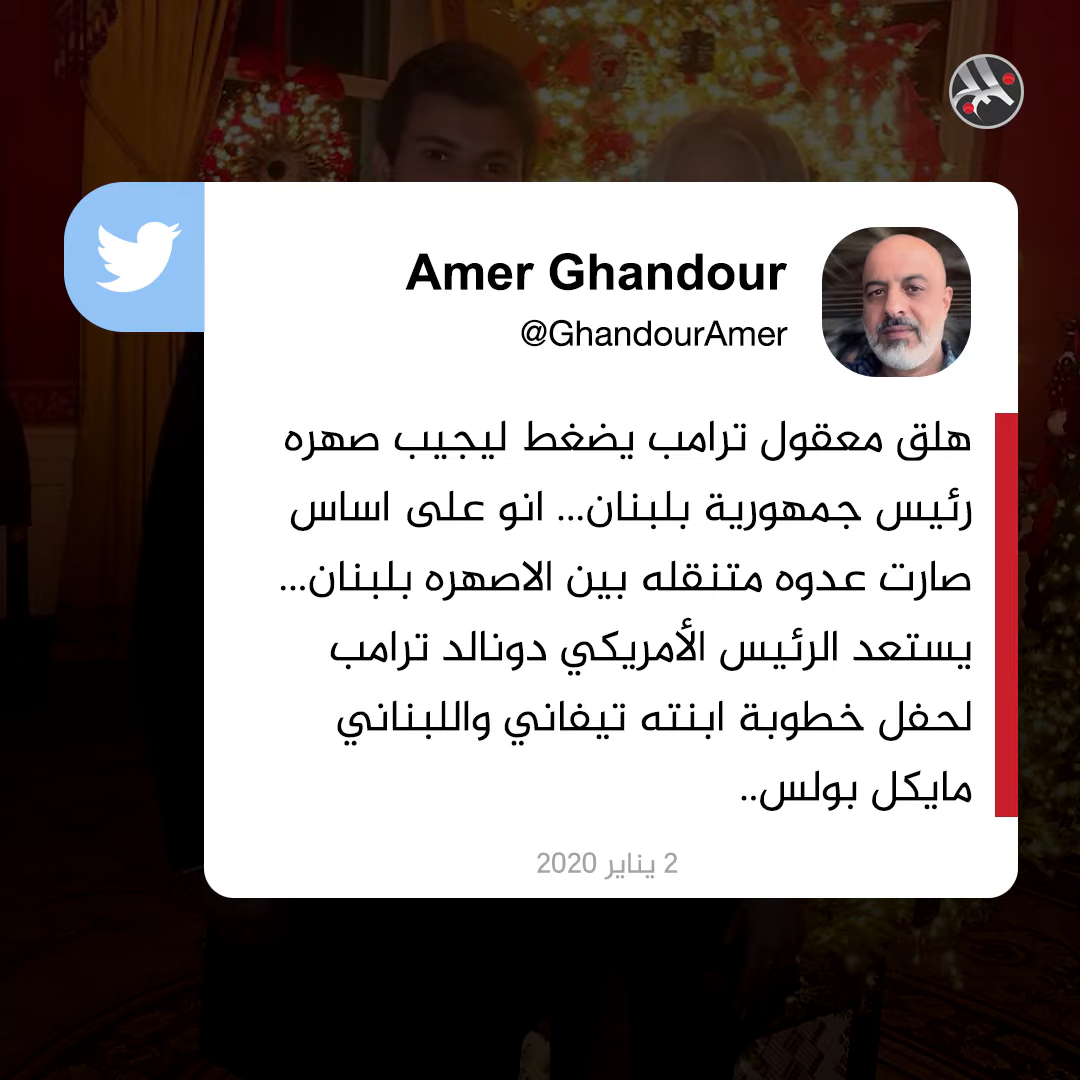 Amer Ghandour
@GhandourAmer
هلق معقول ترامب يضغط ليجيب صهره
رئيس جمهورية بلبنان... انو على اساس
صارت عدوه متنقله بين الاصهره بلبنان...
يستعد الرئيس الأمريكي دونالد ترامب
لحفل خطوبة ابنته تيفاني واللبناني
مايكل بولس..
2 يناير 2020